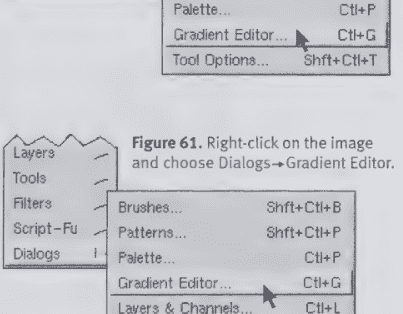 Palette... Ctl+P
Gradient Editor... Ctl+G
Tool Options... Shft+Ctl+T
Figure 61. Right-click on the image
and choose Dialogs→Gradient Editor.
Layers
Tools
Filters
Script-Fu
Dialogs
Brushes... Shft+Ctl+B
Patterns... Shft+Ctl+P
Palette... Ctl+P
Gradient Editor... Ctl+G
Layers & Channels... Ctl+L